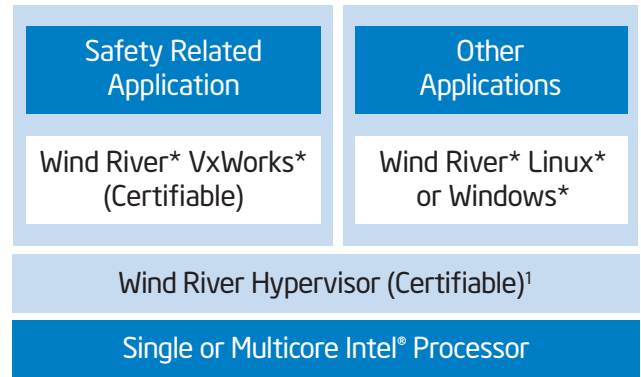 Safety Related
Application
Other
Applications
Wind River* VxWorks*
(Certifiable)
Wind River* Linux*
or Windows*
Wind River Hypervisor (Certifiable)¹
Single or Multicore Intel® Processor